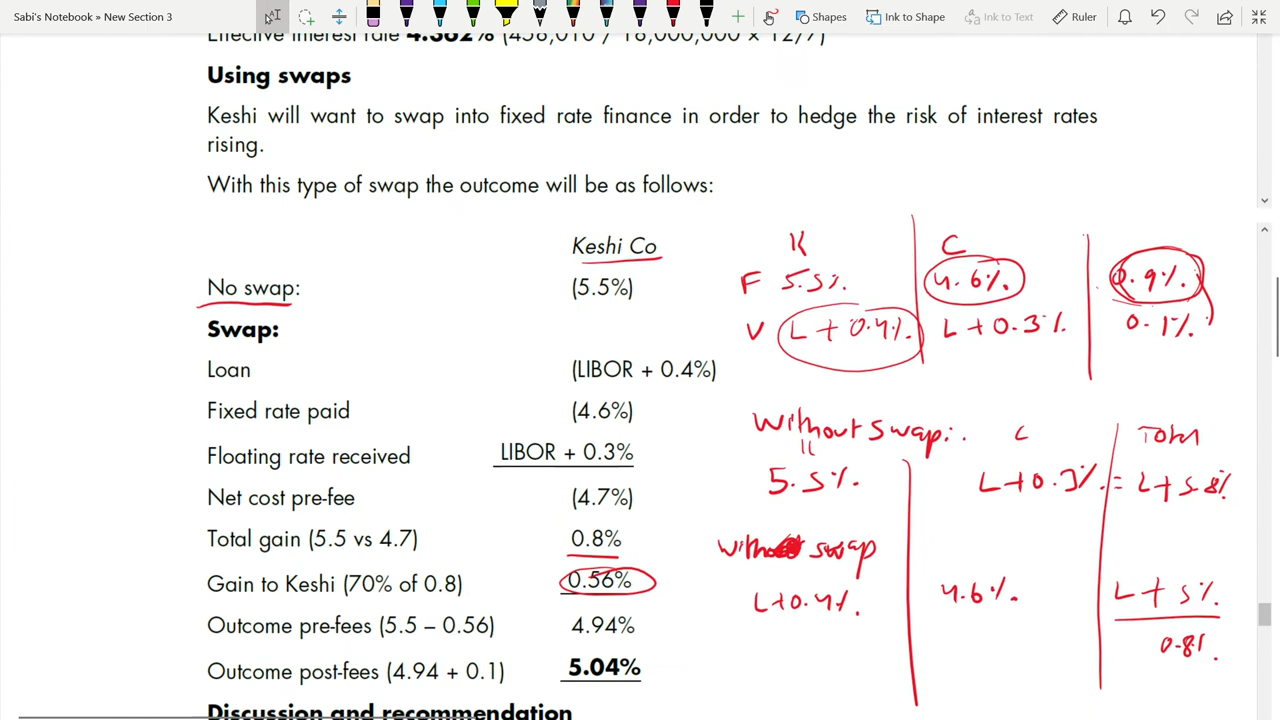 Sabi's Notebook » New Section 3
Shapes
Ink to Shape
Ink to Text
Ruler
Effective interest rate 4.362% (458,010 / 18,000,000 × 12/7)
Using swaps
Keshi will want to swap into fixed rate finance in order to hedge the risk of interest rates
rising.
With this type of swap the outcome will be as follows:
Keshi Co
No swap: (5.5%)
Swap:
Loan (LIBOR + 0.4%)
Fixed rate paid (4.6%)
Floating rate received LIBOR + 0.3%
Net cost pre-fee (4.7%)
Total gain (5.5 vs 4.7) 0.8%
Gain to Keshi (70% of 0.8) 0.56%
Outcome pre-fees (5.5 – 0.56) 4.94%
Outcome post-fees (4.94 + 0.1) 5.04%
Discussion and recommendation
K C
F 5.5% 4.6% 0.9%
V L + 0.4% L + 0.3% 0.1%
Without swap: C Total
5.5% L+0.3% = L+5.8%
With swap
L+0.4% 4.6% L + 5%
0.8%